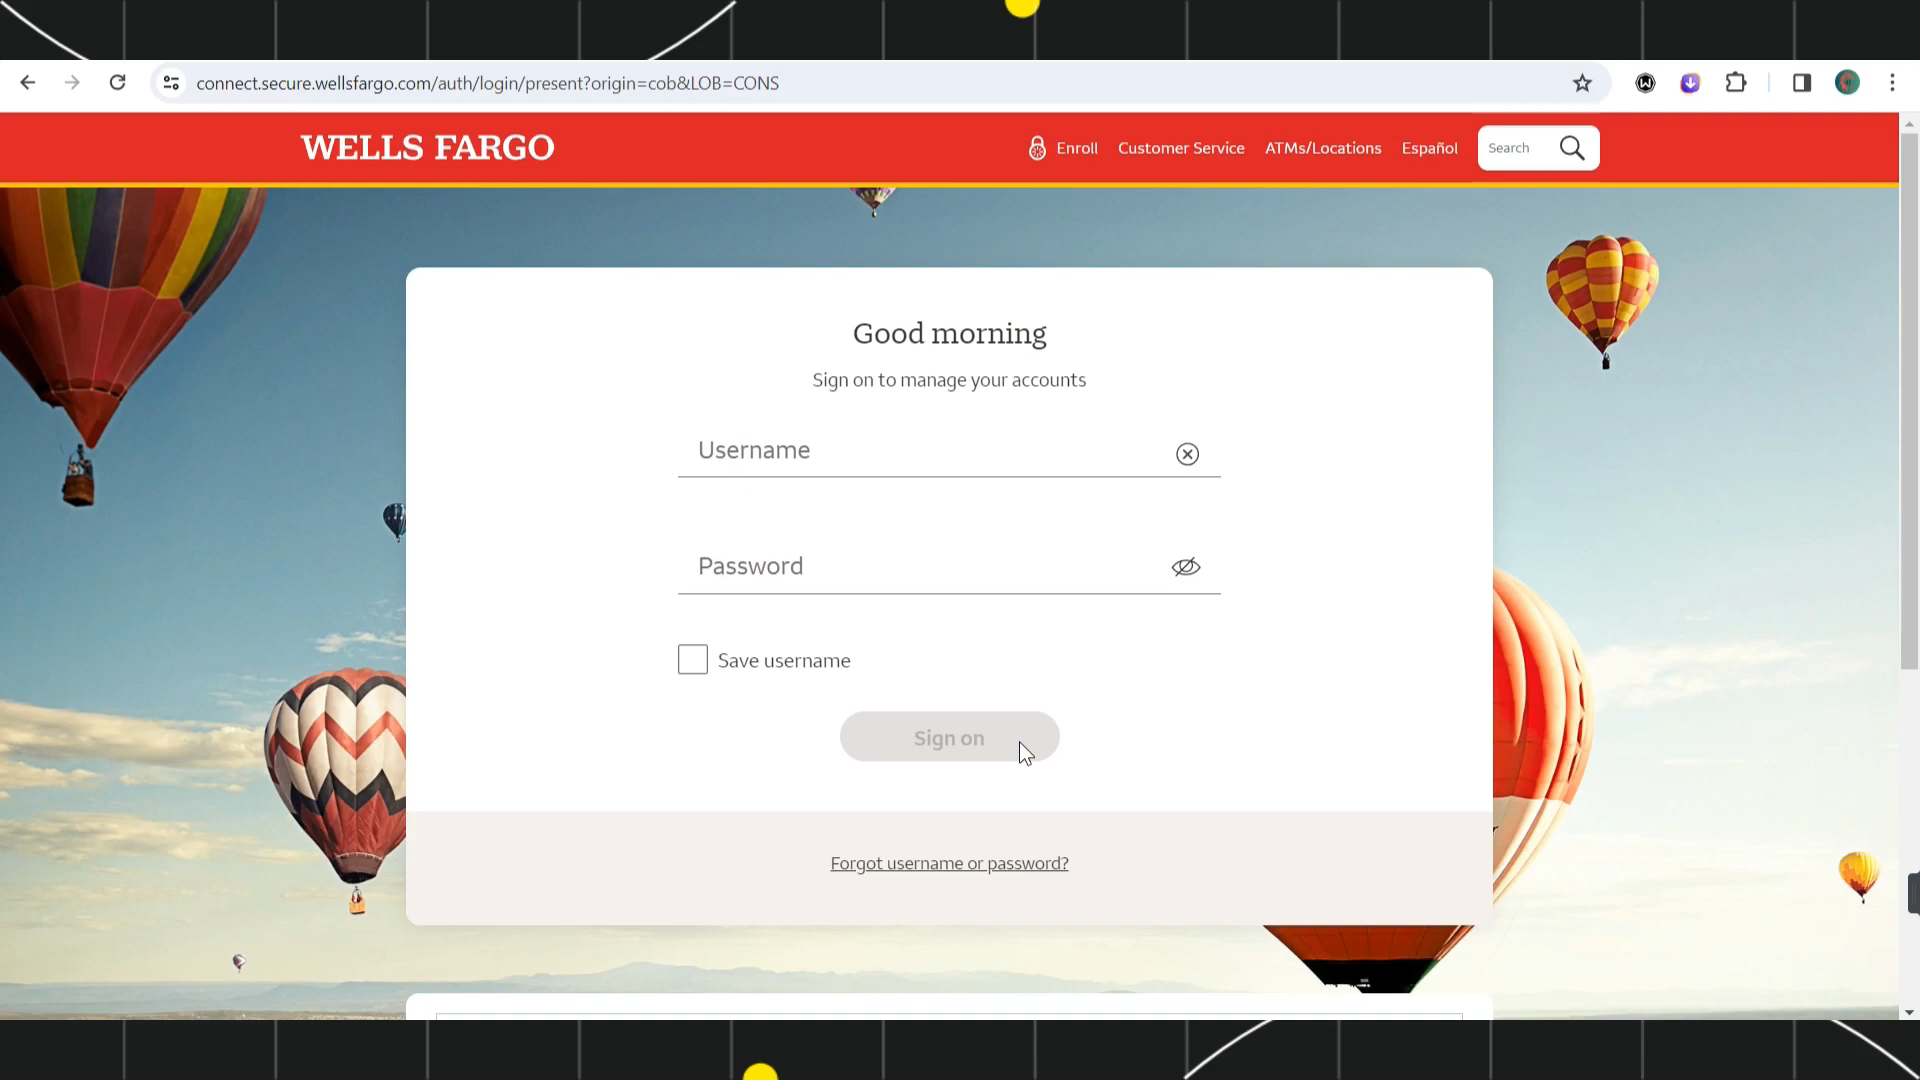 connect.secure.wellsfargo.com/auth/login/present?origin=cob&LOB=CONS
WELLS FARGO
Enroll Customer Service ATMs/Locations Español Search
Good morning
Sign on to manage your accounts
Username
Password
Save username
Sign on
Forgot username or password?